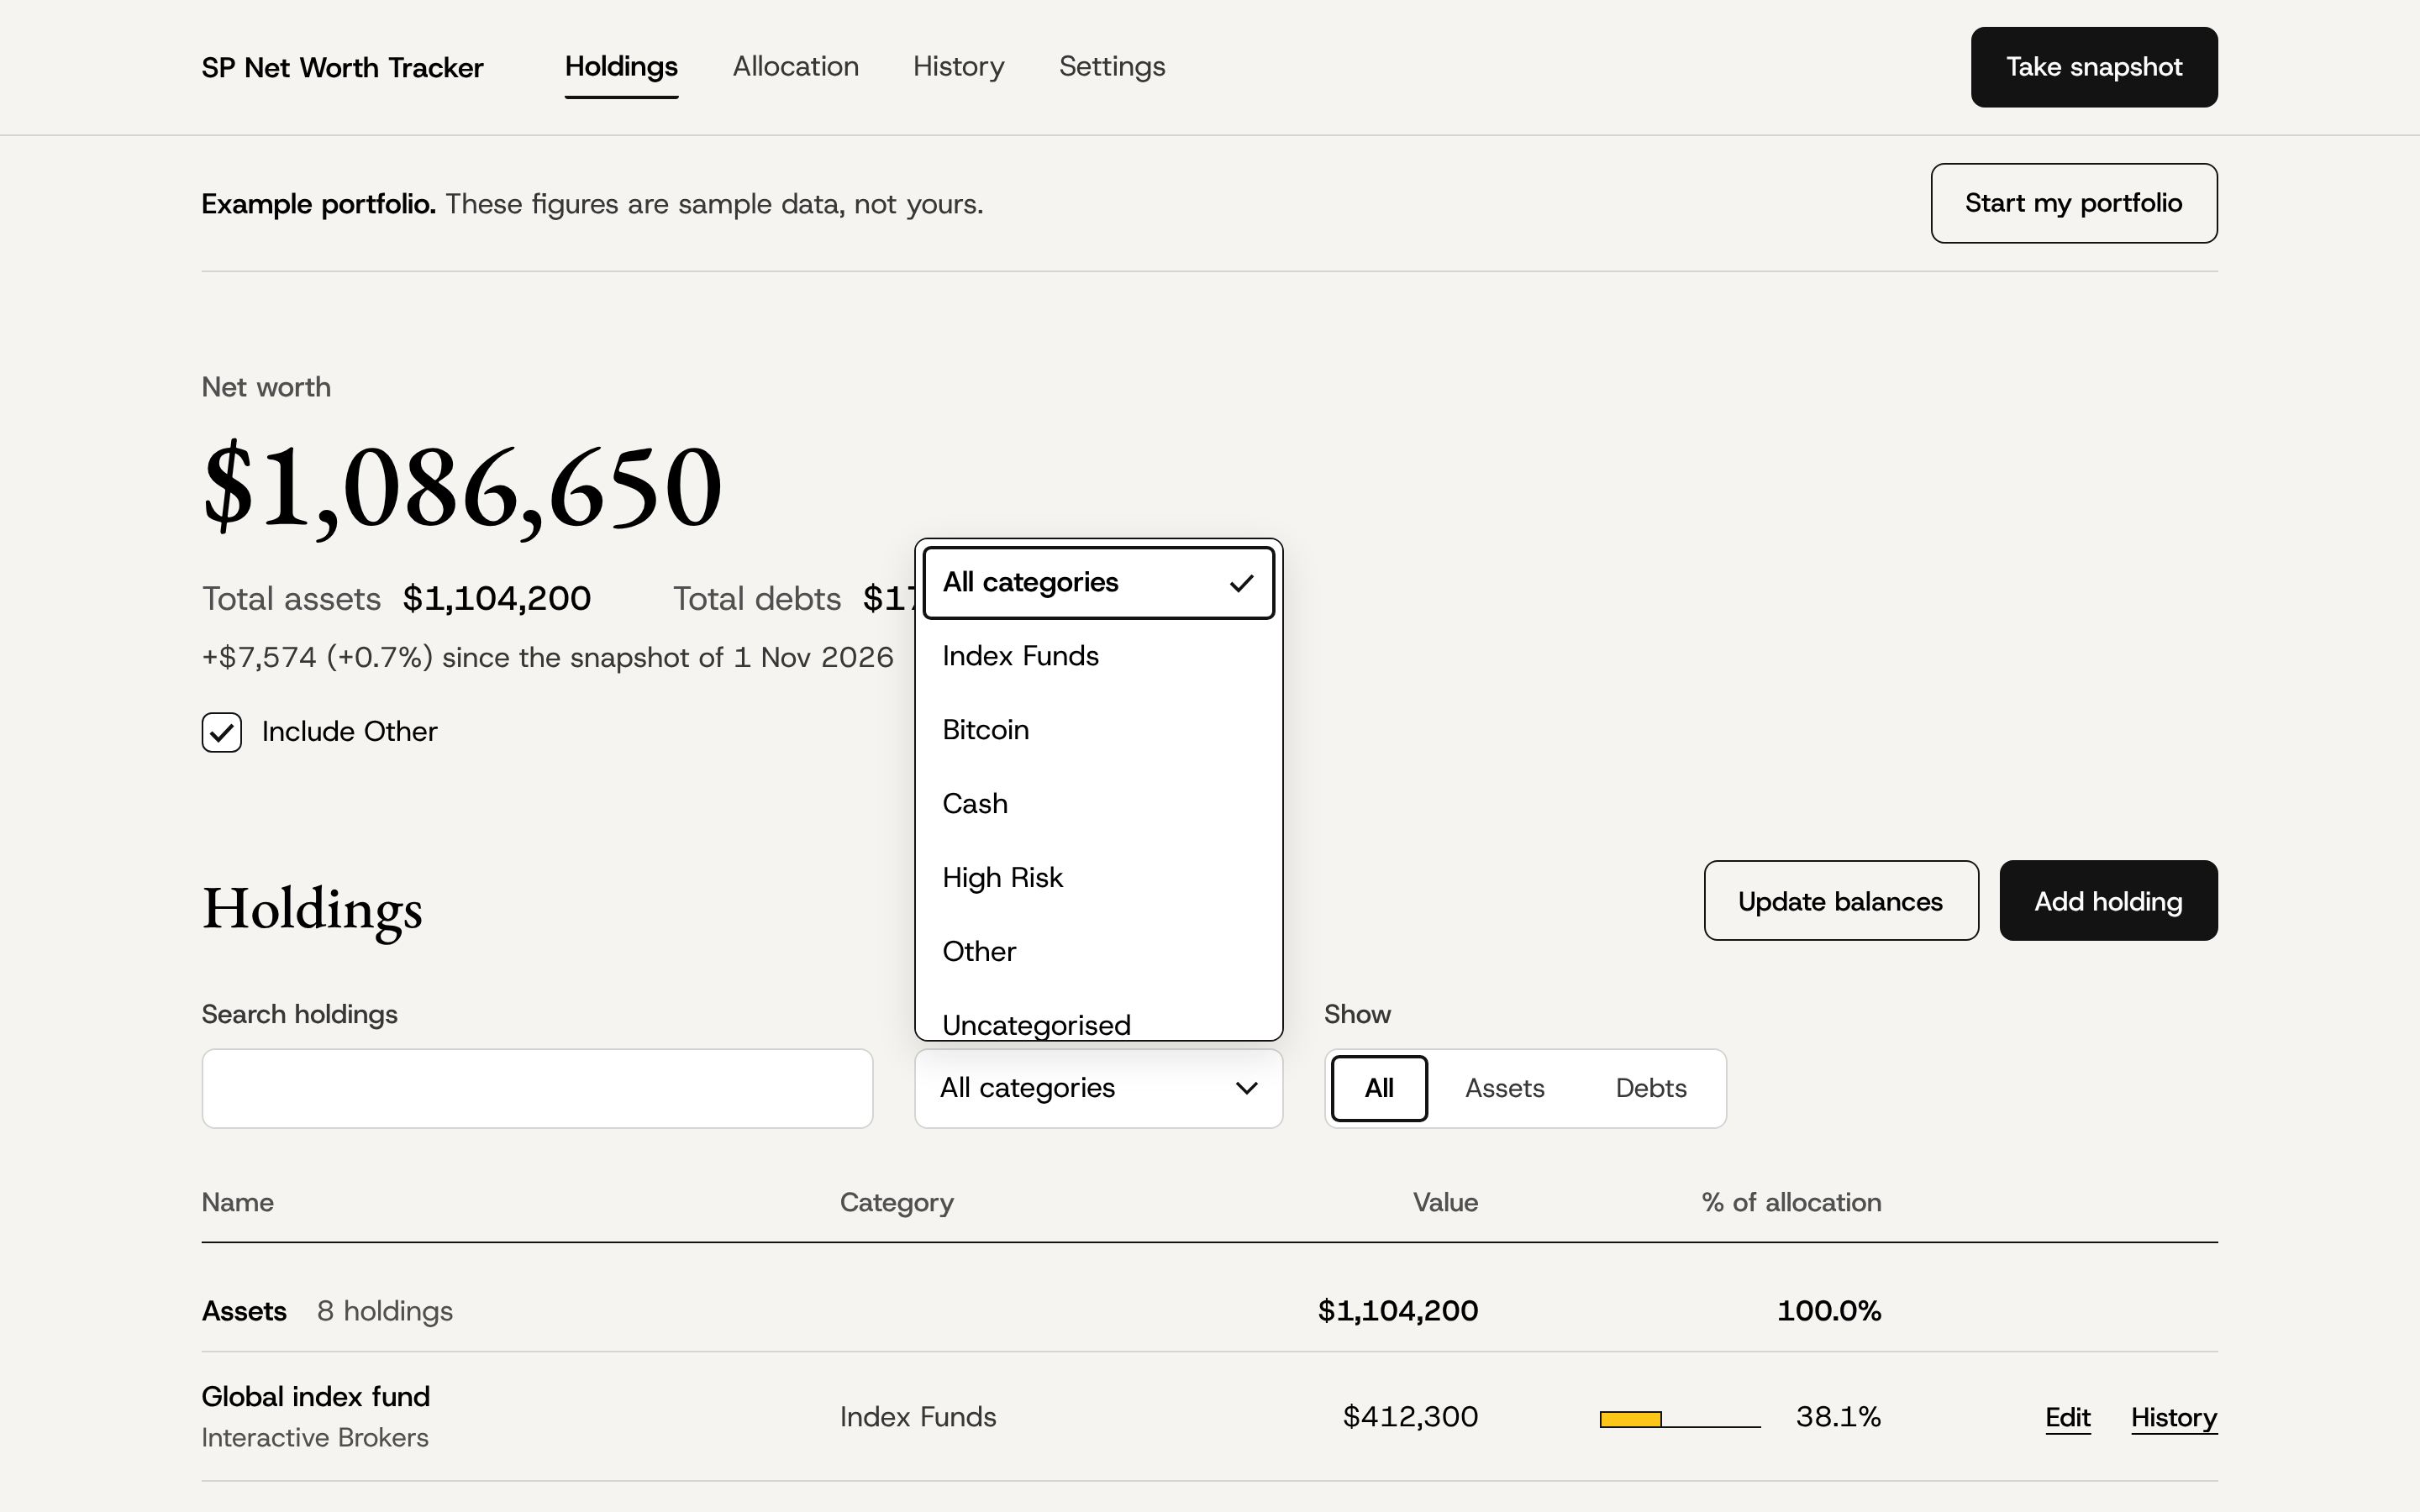 SP Net Worth Tracker
Holdings
Allocation
History
Settings
Take snapshot
Example portfolio. These figures are sample data, not yours.
Start my portfolio
Net worth
$1,086,650
Total assets $1,104,200
Total debts $17
+$7,574 (+0.7%) since the snapshot of 1 Nov 2026
Include Other
All categories
Index Funds
Bitcoin
Cash
High Risk
Other
Uncategorised
Holdings
Update balances
Add holding
Search holdings
All categories
Show
All
Assets
Debts
Name
Category
Value
% of allocation
Assets 8 holdings
$1,104,200
100.0%
Global index fund
Interactive Brokers
Index Funds
$412,300
38.1%
Edit
History